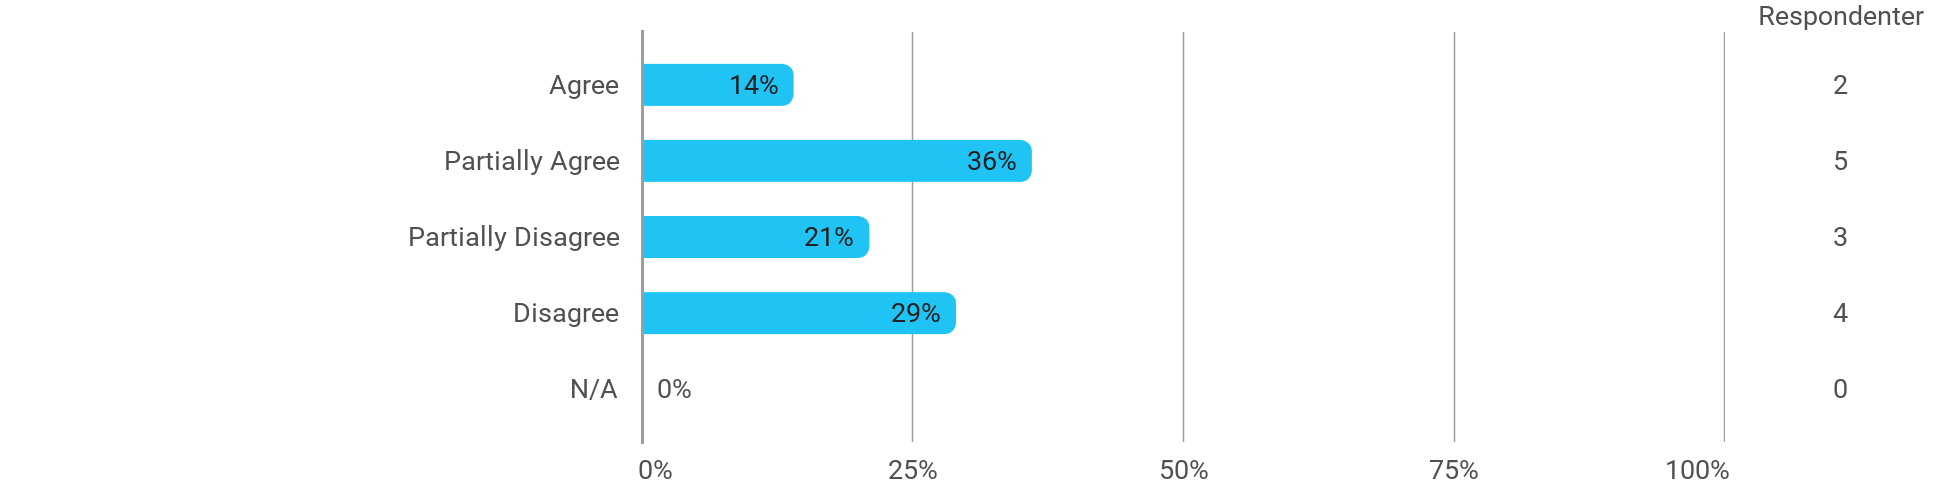 Respondenter
Agree 14% 2
Partially Agree 36% 5
Partially Disagree 21% 3
Disagree 29% 4
N/A 0% 0
0% 25% 50% 75% 100%